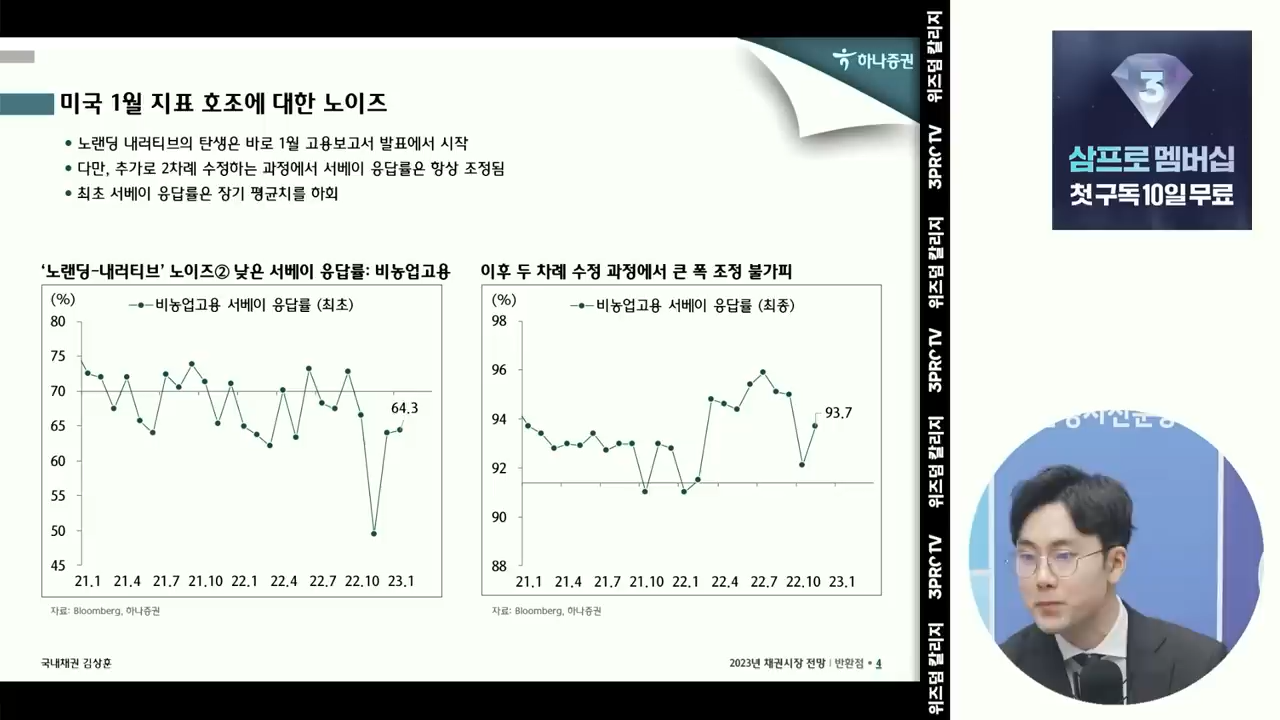 하나증권
미국 1월 지표 호조에 대한 노이즈
• 노랜딩 내러티브의 탄생은 바로 1월 고용보고서 발표에서 시작
• 다만, 추가로 2차례 수정하는 과정에서 서베이 응답률은 항상 조정됨
• 최초 서베이 응답률은 장기 평균치를 하회
‘노랜딩-내러티브’ 노이즈② 낮은 서베이 응답률: 비농업고용
(%)
비농업고용 서베이 응답률 (최초)
80
75
70
65
60
55
50
45
64.3
21.1 21.4 21.7 21.10 22.1 22.4 22.7 22.10 23.1
자료: Bloomberg, 하나증권
이후 두 차례 수정 과정에서 큰 폭 조정 불가피
(%)
비농업고용 서베이 응답률 (최종)
98
96
94
92
90
88
93.7
21.1 21.4 21.7 21.10 22.1 22.4 22.7 22.10 23.1
자료: Bloomberg, 하나증권
국내채권 김상훈
2023년 채권시장 전망 | 반환점 • 4
위즈덤 칼리지
3PROTV
위즈덤 칼리지
3PROTV
위즈덤 칼리지
3PROTV
위즈덤 칼리지
3
삼프로 멤버십
첫 구독 10일 무료